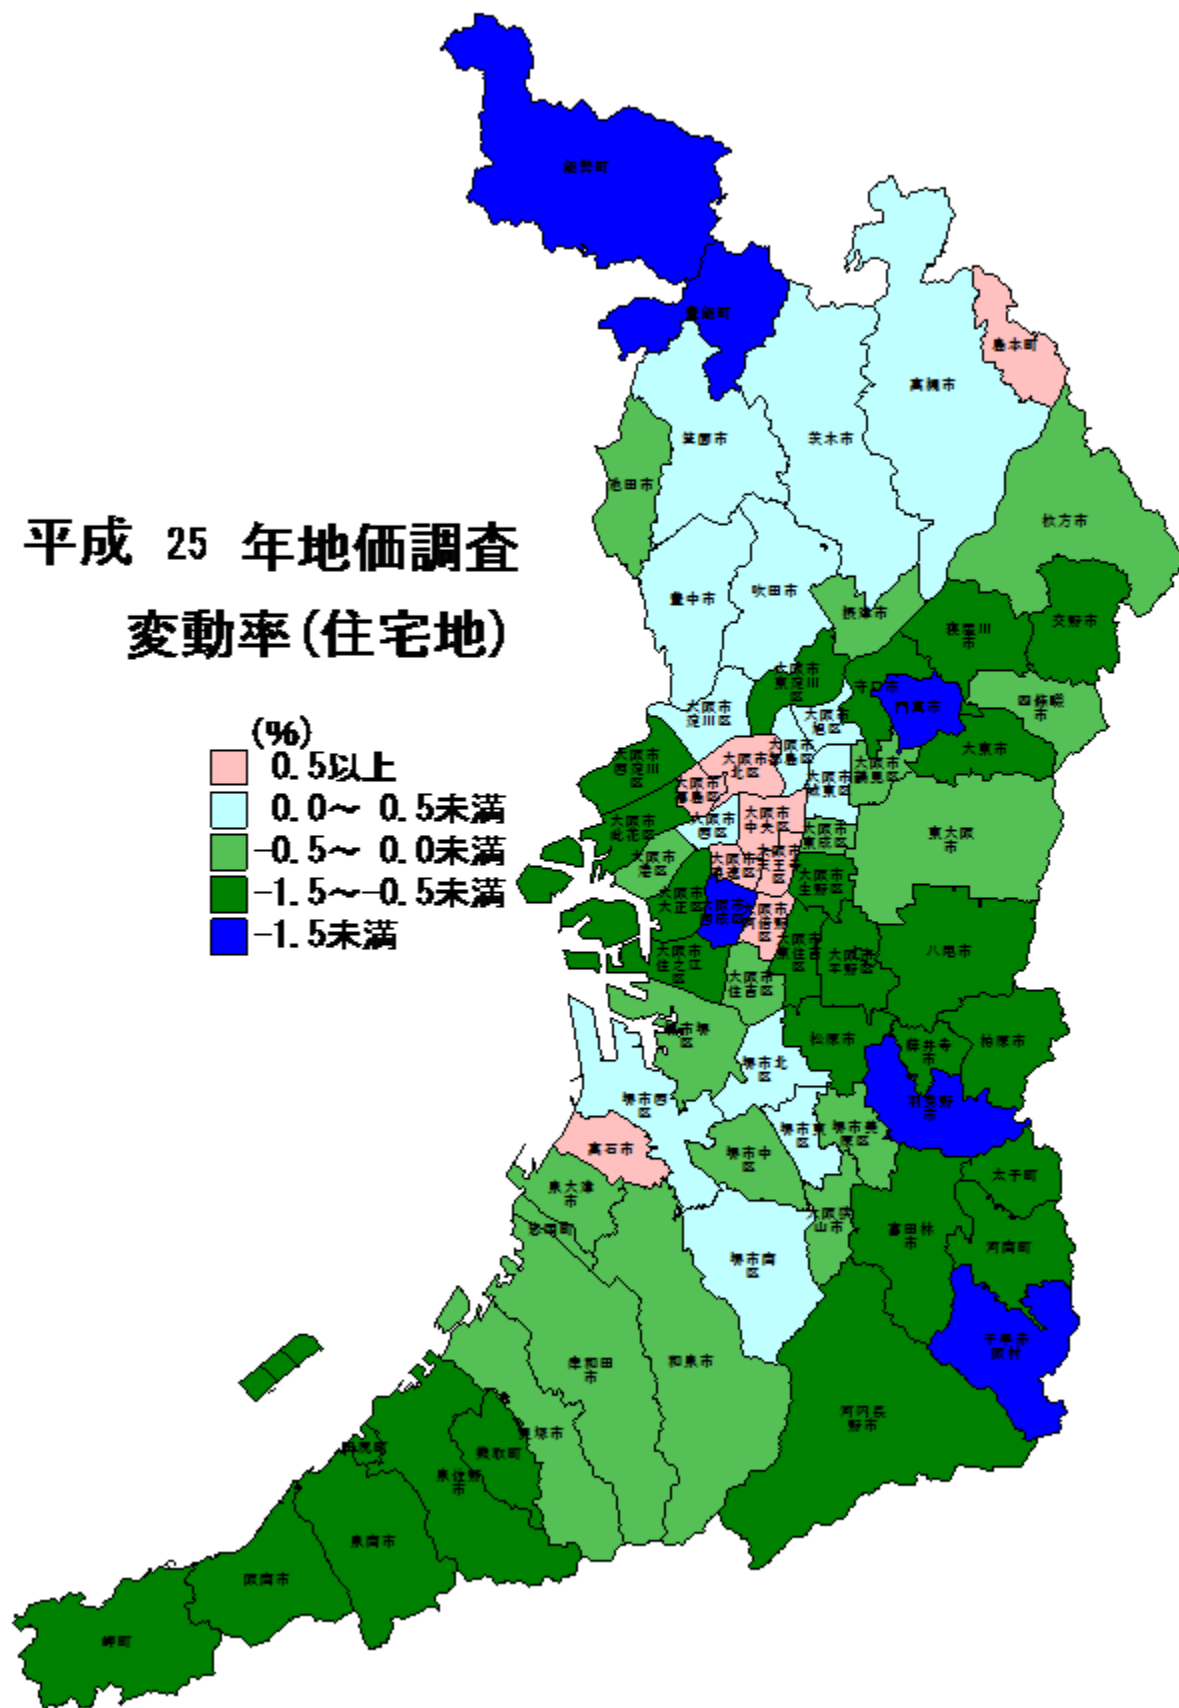 平成 25 年地価調査
変動率(住宅地)
(%)
0.5以上
0.0～ 0.5未満
-0.5～ 0.0未満
-1.5～-0.5未満
-1.5未満
能勢町
豊能町
島本町
高槻市
茨木市
箕面市
池田市
枚方市
豊中市
吹田市
摂津市
寝屋川
市
交野市
大阪市
東淀川
区
守口市
門真市
四條畷
市
大阪市
淀川区
大阪市
旭区
大東市
大阪市
西淀川
区
大阪市
北区
大阪市
都島区
大阪市
城東区
大阪市
鶴見区
大阪市
此花区
大阪市
西区
大阪市
中央区
大阪市
東成区
東大阪
市
大阪市
港区
大阪市
浪速区
大阪市
天王寺
区
大阪市
生野区
大阪市
大正区
大阪市
西成区
大阪市
阿倍野
区
大阪市
東住吉
区
大阪市
平野区
八尾市
大阪市
住之江
区
大阪市
住吉区
堺市堺
区
松原市
藤井寺
市
柏原市
堺市北
区
堺市西
区
羽曳野
市
高石市
堺市東
区
堺市美
原区
堺市中
区
太子町
泉大津
市
忠岡町
大阪狭
山市
富田林
市
河南町
堺市南
区
千早赤
阪村
岸和田
市
和泉市
河内長
野市
貝塚市
熊取町
田尻町
泉佐野
市
泉南市
阪南市
岬町